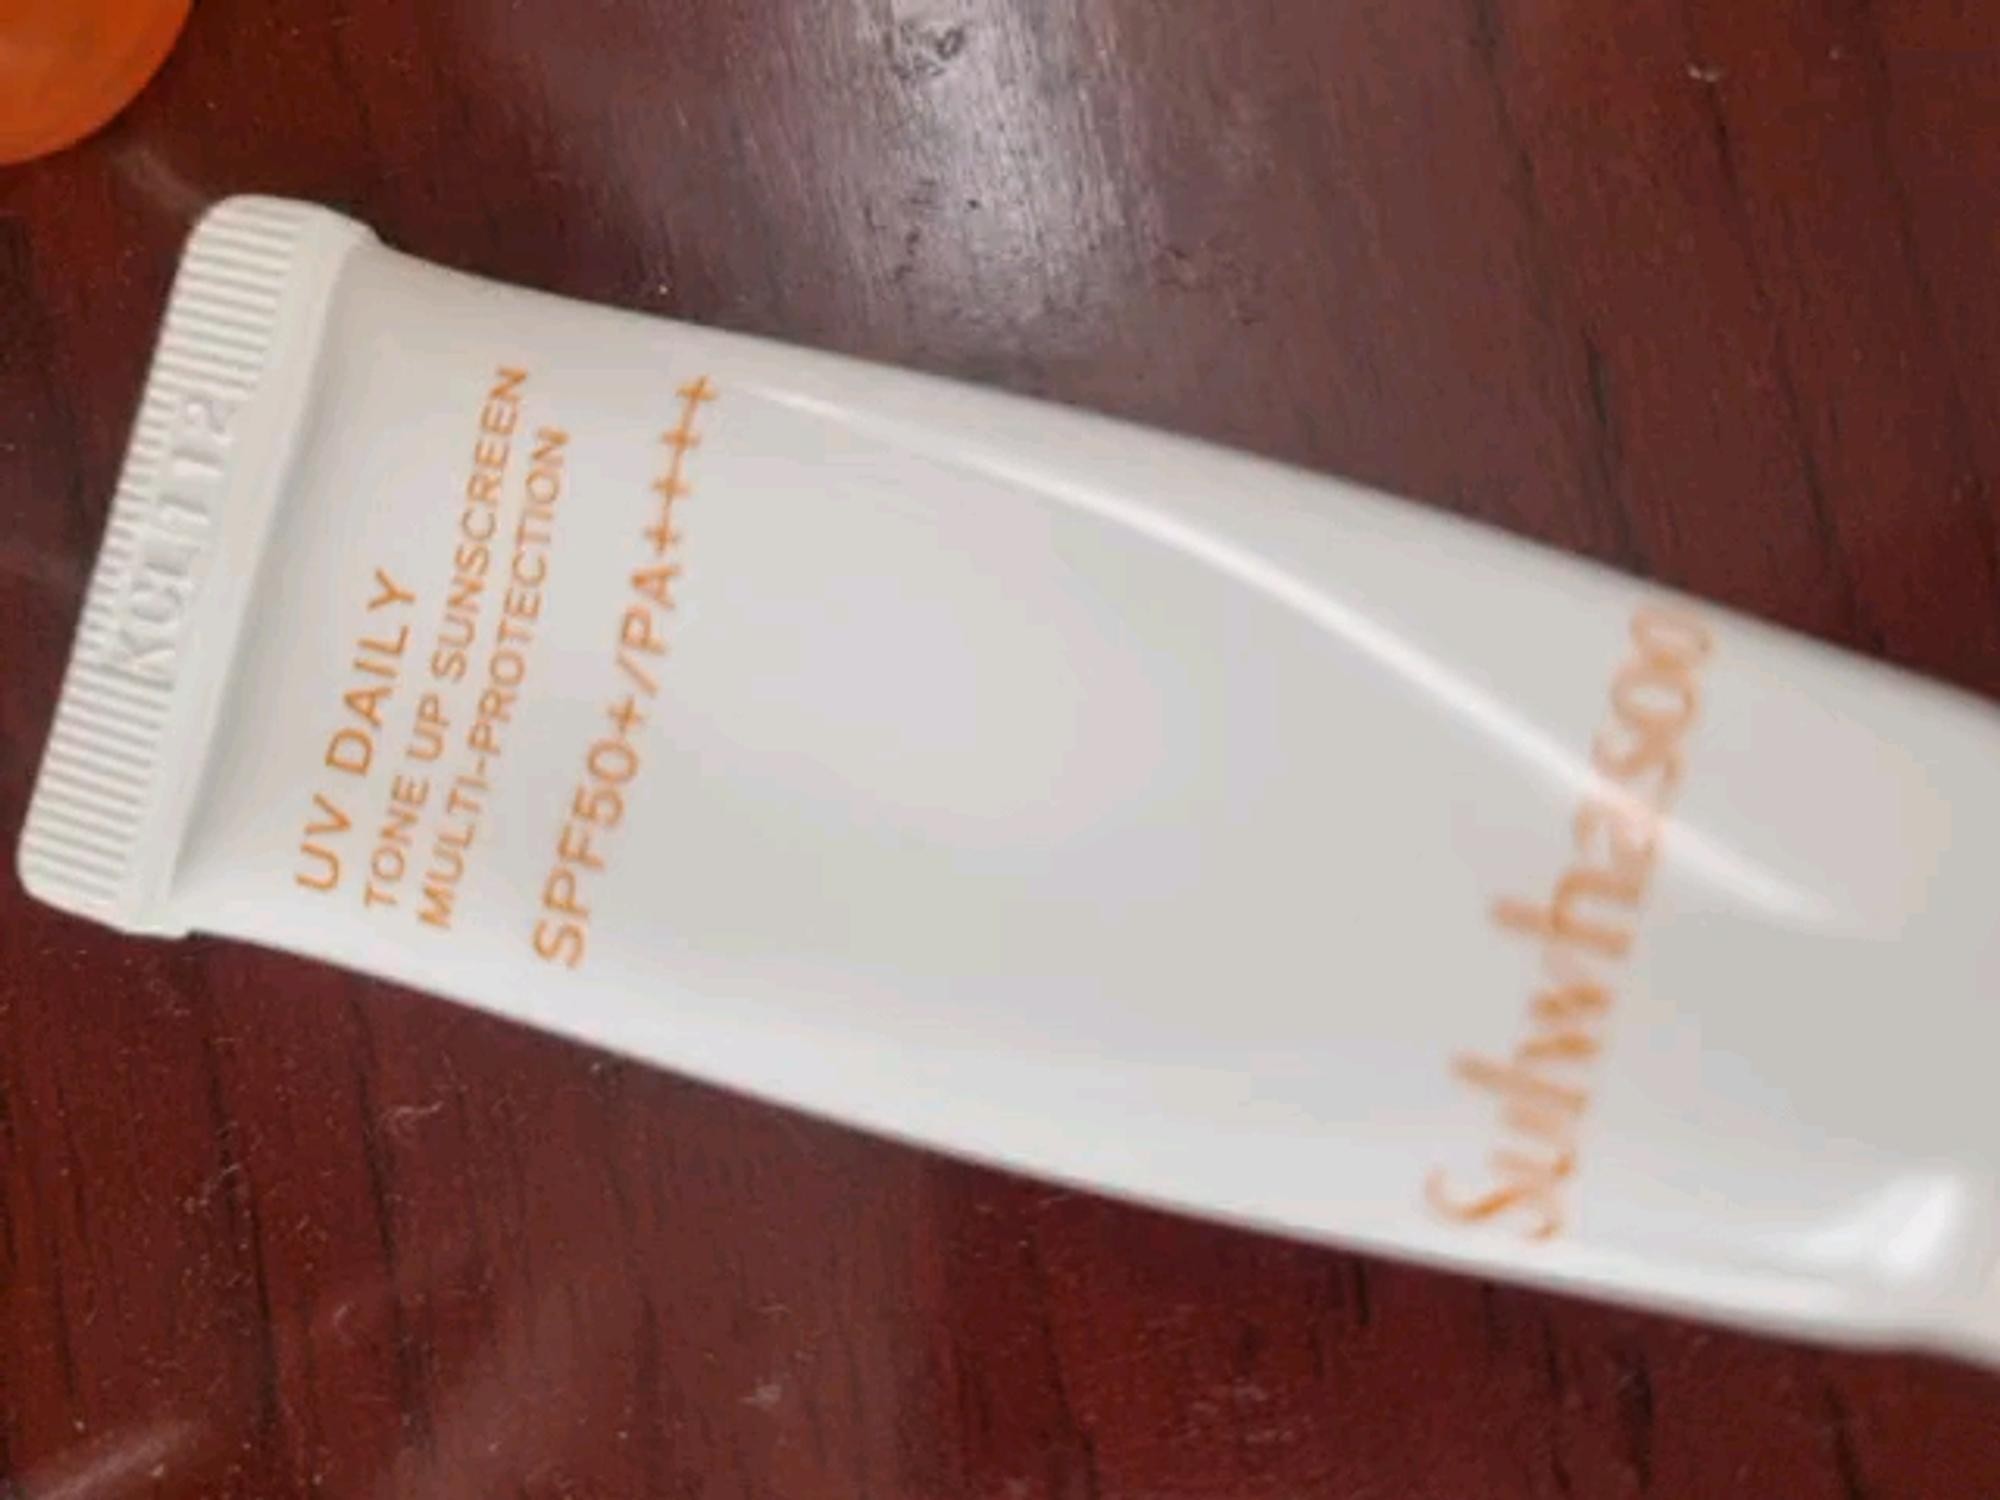 UV DAILY
TONE UP SUNSCREEN
MULTI-PROTECTION
SPF50+/PA++++
Sulwhasoo